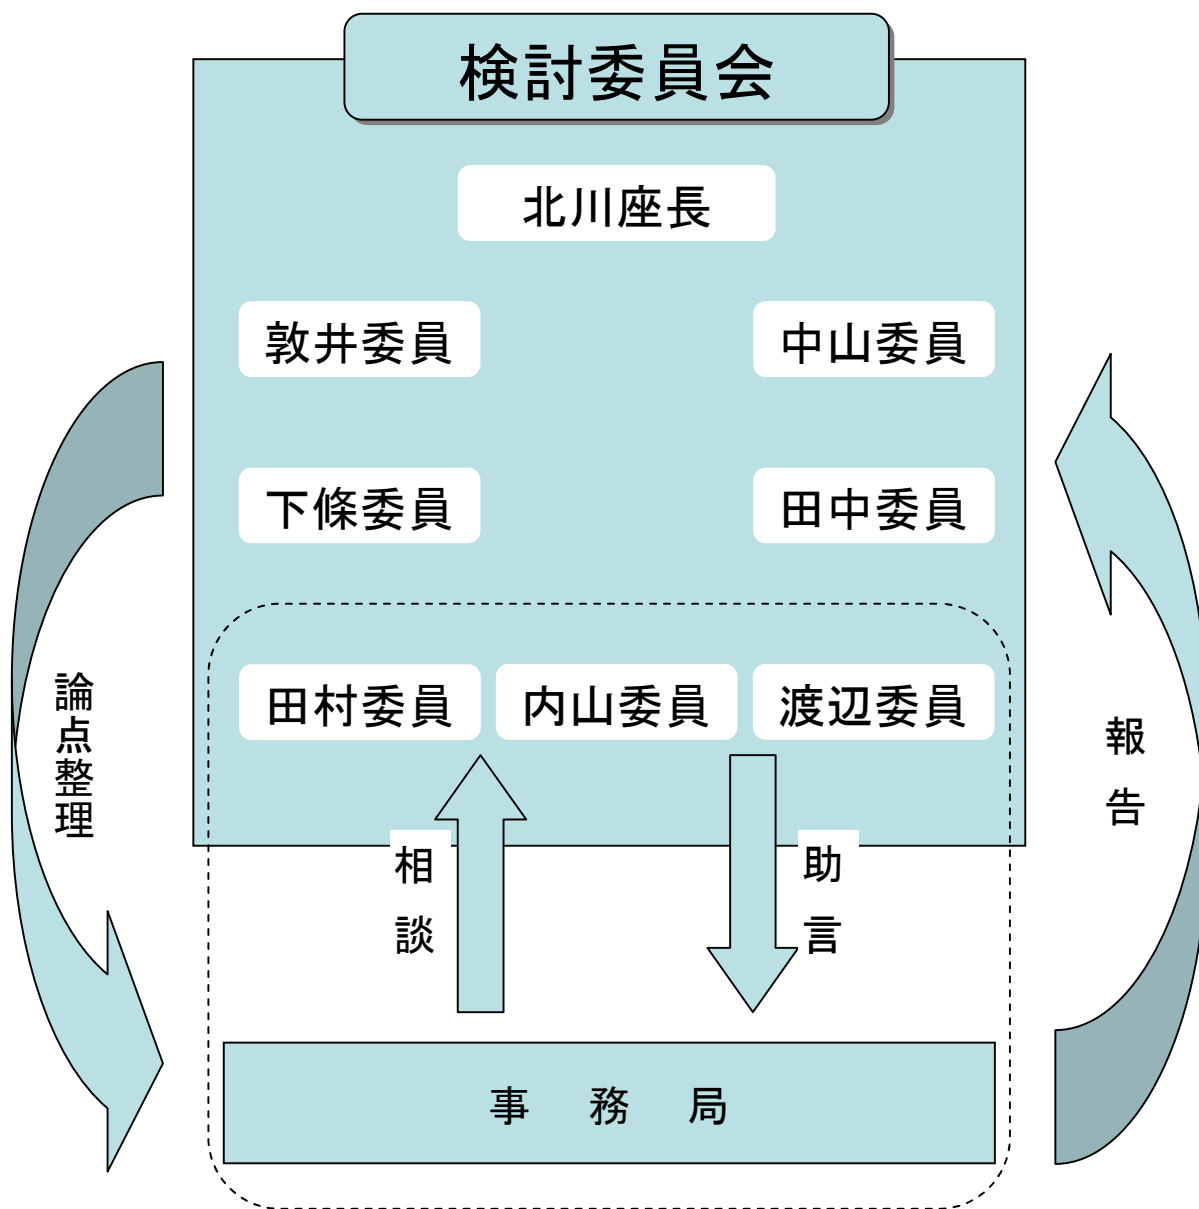 検討委員会
北川座長
敦井委員
中山委員
下條委員
田中委員
田村委員
内山委員
渡辺委員
論点整理
報告
相談
助言
事務局